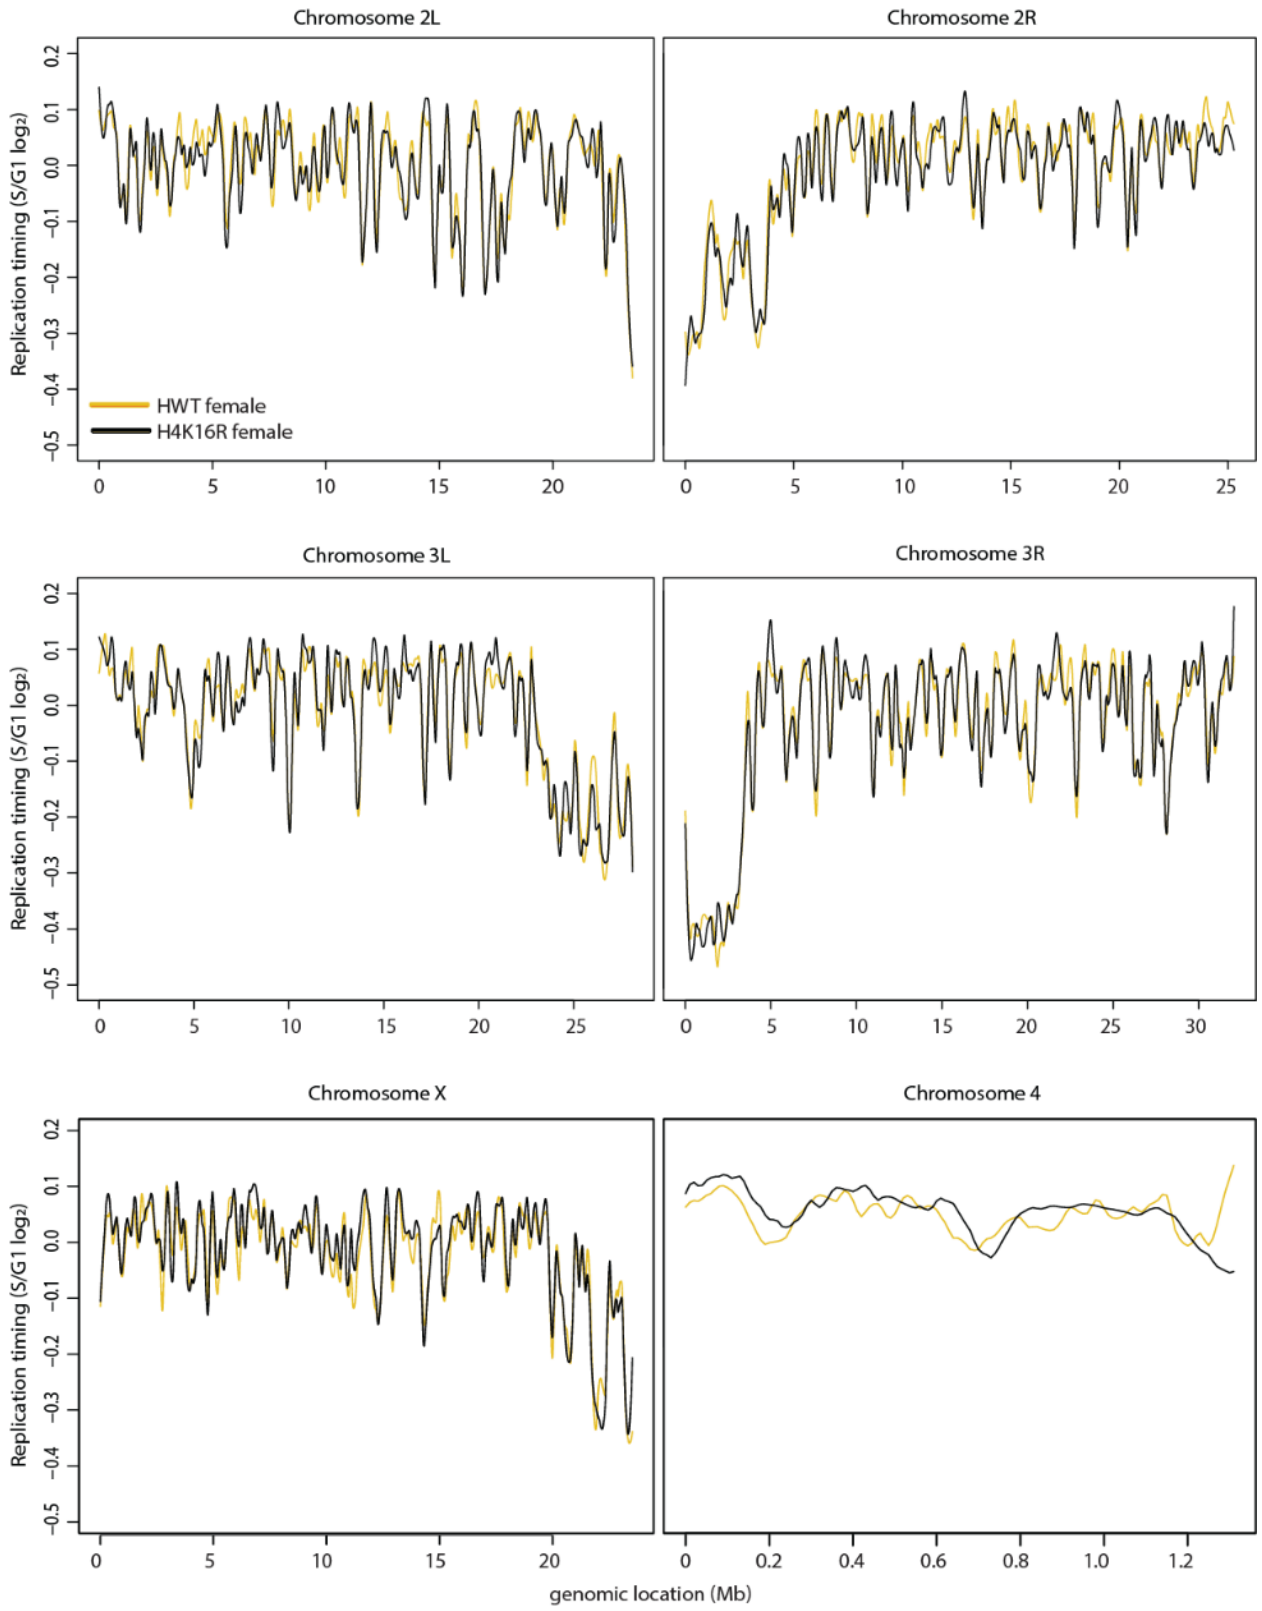 Chromosome 2L
Chromosome 2R
Replication timing (S/G1 log₂)
0.2
0.1
0.0
−0.1
−0.2
−0.3
−0.4
−0.5
HWT female
H4K16R female
0 5 10 15 20
0 5 10 15 20 25
Chromosome 3L
Chromosome 3R
Replication timing (S/G1 log₂)
0.2
0.1
0.0
−0.1
−0.2
−0.3
−0.4
−0.5
0 5 10 15 20 25
0 5 10 15 20 25 30
Chromosome X
Chromosome 4
Replication timing (S/G1 log₂)
0.2
0.1
0.0
−0.1
−0.2
−0.3
−0.4
−0.5
0 5 10 15 20
0 0.2 0.4 0.6 0.8 1.0 1.2
genomic location (Mb)